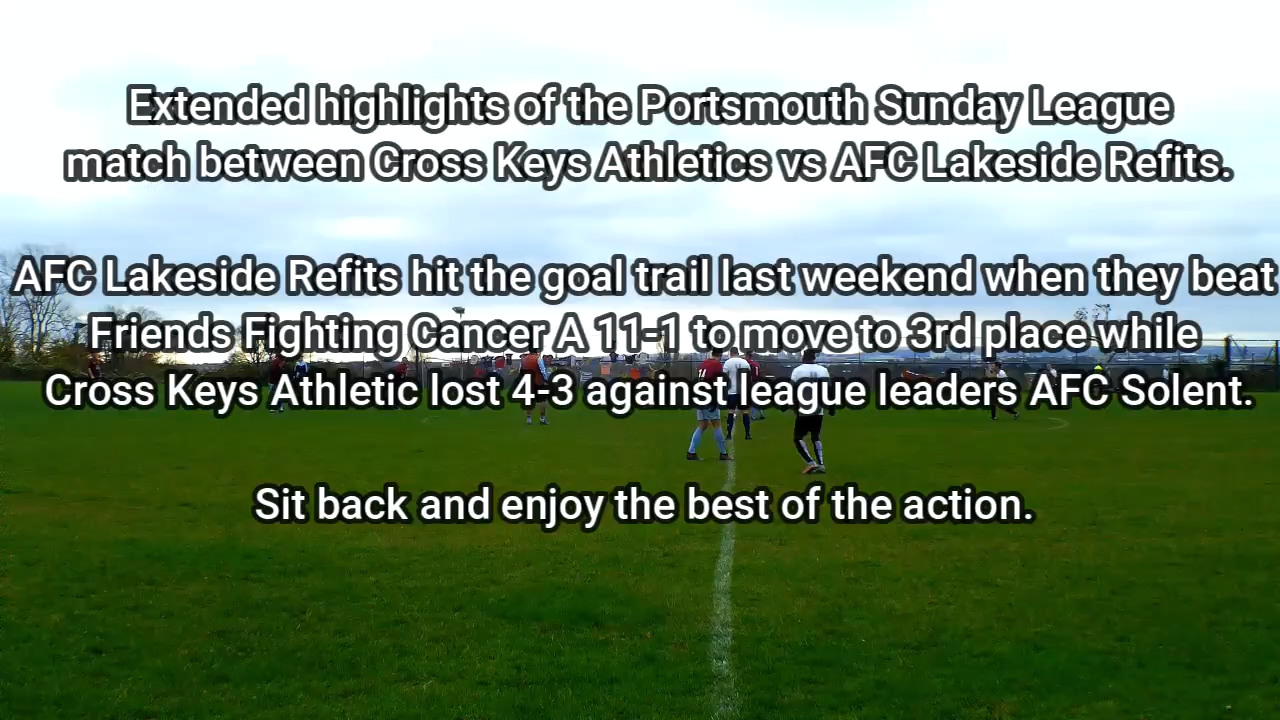 Extended highlights of the Portsmouth Sunday League
match between Cross Keys Athletics vs AFC Lakeside Refits.
AFC Lakeside Refits hit the goal trail last weekend when they beat
Friends Fighting Cancer A 11-1 to move to 3rd place while
Cross Keys Athletic lost 4-3 against league leaders AFC Solent.
Sit back and enjoy the best of the action.